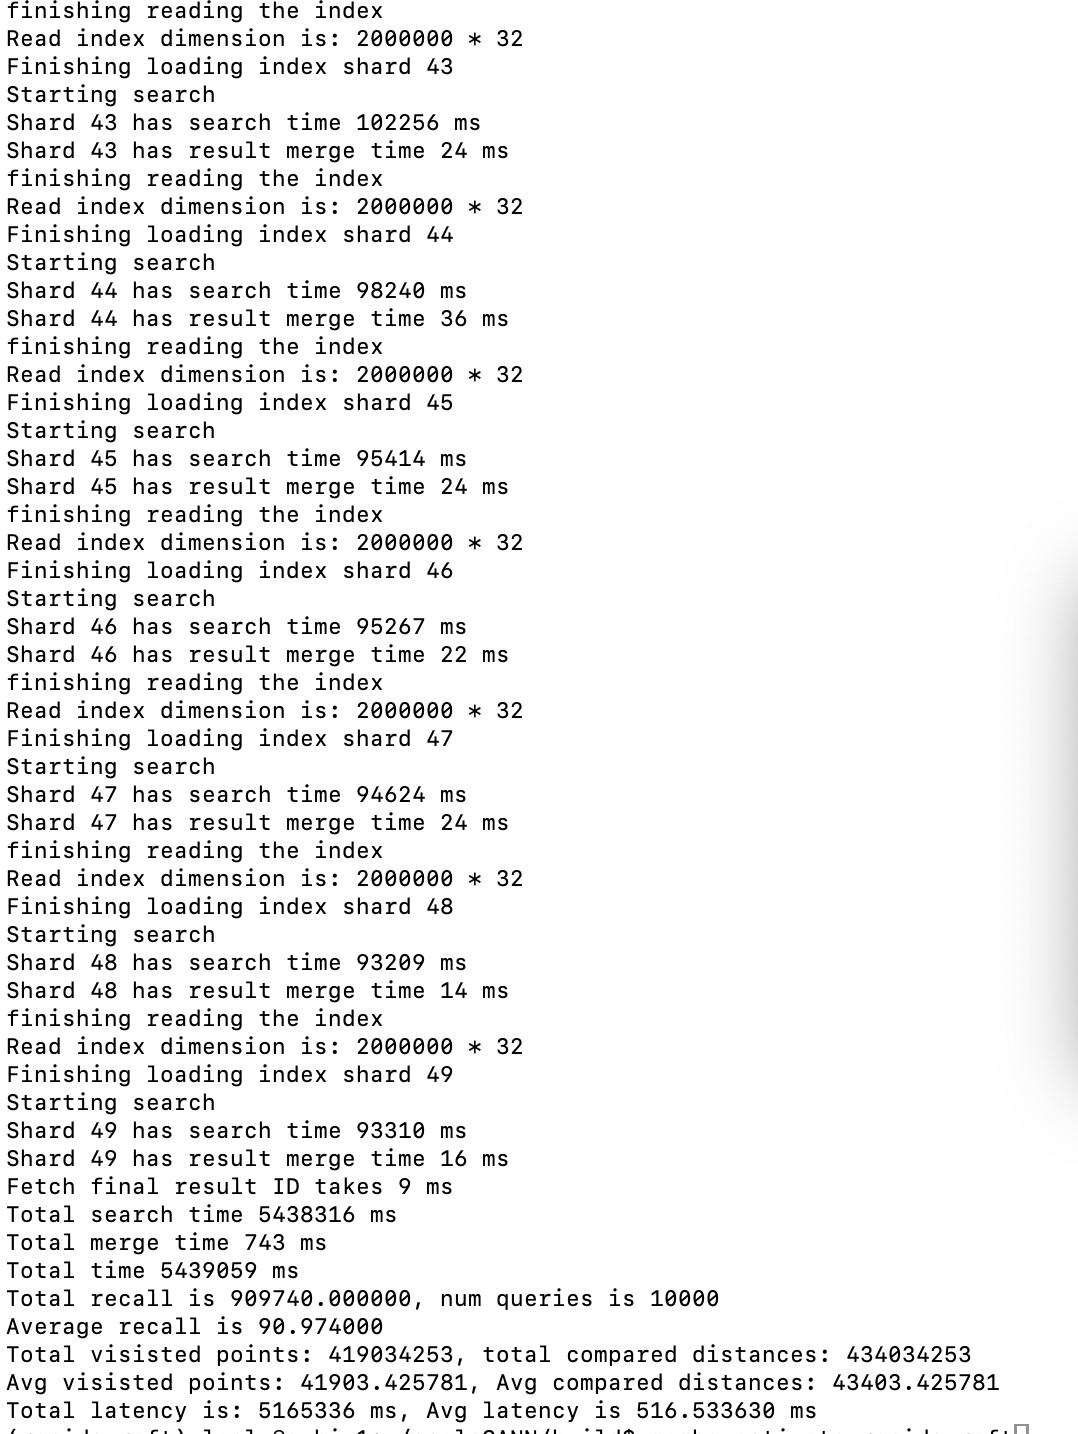 finishing reading the index
Read index dimension is: 2000000 * 32
Finishing loading index shard 43
Starting search
Shard 43 has search time 102256 ms
Shard 43 has result merge time 24 ms
finishing reading the index
Read index dimension is: 2000000 * 32
Finishing loading index shard 44
Starting search
Shard 44 has search time 98240 ms
Shard 44 has result merge time 36 ms
finishing reading the index
Read index dimension is: 2000000 * 32
Finishing loading index shard 45
Starting search
Shard 45 has search time 95414 ms
Shard 45 has result merge time 24 ms
finishing reading the index
Read index dimension is: 2000000 * 32
Finishing loading index shard 46
Starting search
Shard 46 has search time 95267 ms
Shard 46 has result merge time 22 ms
finishing reading the index
Read index dimension is: 2000000 * 32
Finishing loading index shard 47
Starting search
Shard 47 has search time 94624 ms
Shard 47 has result merge time 24 ms
finishing reading the index
Read index dimension is: 2000000 * 32
Finishing loading index shard 48
Starting search
Shard 48 has search time 93209 ms
Shard 48 has result merge time 14 ms
finishing reading the index
Read index dimension is: 2000000 * 32
Finishing loading index shard 49
Starting search
Shard 49 has search time 93310 ms
Shard 49 has result merge time 16 ms
Fetch final result ID takes 9 ms
Total search time 5438316 ms
Total merge time 743 ms
Total time 5439059 ms
Total recall is 909740.000000, num queries is 10000
Average recall is 90.974000
Total visisted points: 419034253, total compared distances: 434034253
Avg visisted points: 41903.425781, Avg compared distances: 43403.425781
Total latency is: 5165336 ms, Avg latency is 516.533630 ms